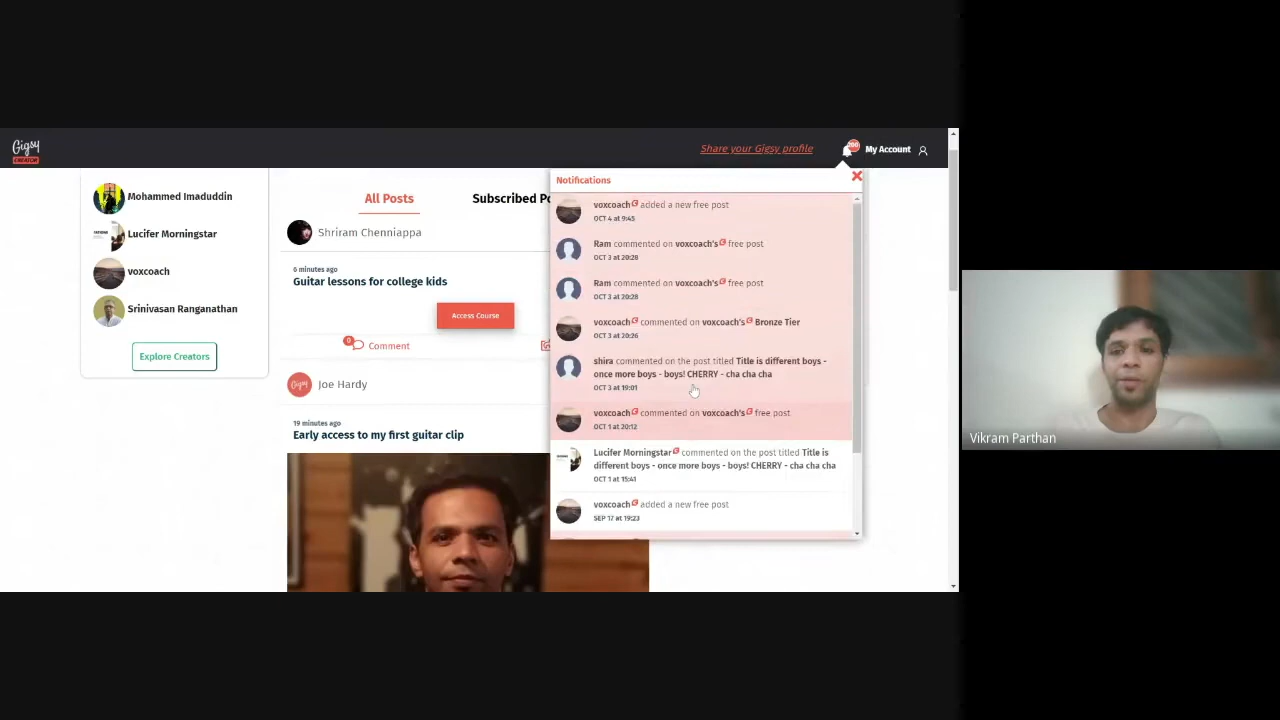 Gigsy
CREATOR
Share your Gigsy profile
200
My Account
Mohammed Imaduddin
Lucifer Morningstar
voxcoach
Srinivasan Ranganathan
Explore Creators
All Posts
Subscribed Po
Shriram Chenniappa
6 minutes ago
Guitar lessons for college kids
Access Course
0
Comment
Gigsy
Joe Hardy
19 minutes ago
Early access to my first guitar clip
Notifications
voxcoach added a new free post
OCT 4 at 9:45
Ram commented on voxcoach's free post
OCT 3 at 20:28
Ram commented on voxcoach's free post
OCT 3 at 20:28
voxcoach commented on voxcoach's Bronze Tier
OCT 3 at 20:26
shira commented on the post titled Title is different boys -
once more boys - boys! CHERRY - cha cha cha
OCT 3 at 19:01
voxcoach commented on voxcoach's free post
OCT 1 at 20:12
Lucifer Morningstar commented on the post titled Title is
different boys - once more boys - boys! CHERRY - cha cha cha
OCT 1 at 15:41
voxcoach added a new free post
SEP 17 at 19:23
Vikram Parthan